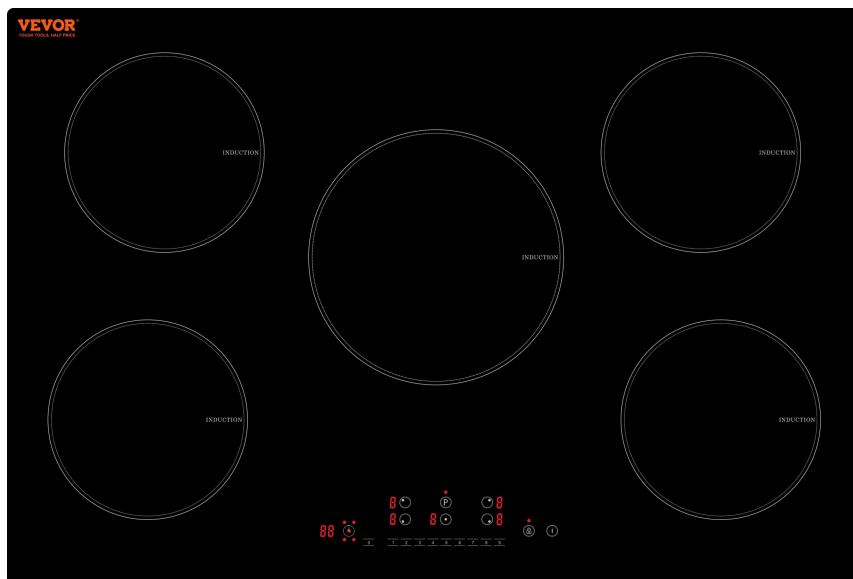 VEVOR®
TOUGH TOOLS, HALF PRICE
INDUCTION
INDUCTION
INDUCTION
INDUCTION
INDUCTION
8 P 8
8 8 8
88
0 1 2 3 4 5 6 7 8 9